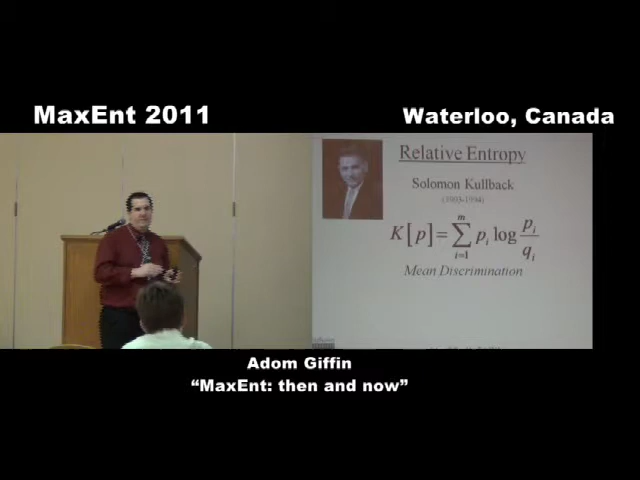 MaxEnt 2011
Waterloo, Canada
Relative Entropy
Solomon Kullback
(1903-1994)
K[p]=∑ p_i log p_i/q_i
m
i=1
Mean Discrimination
Adom Giffin
“MaxEnt: then and now”